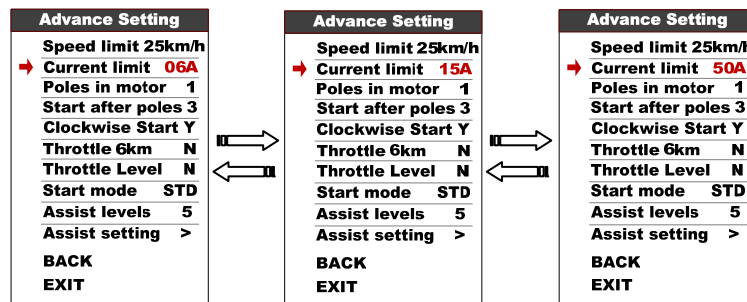 Advance Setting
Speed limit 25km/h
Current limit 06A
Poles in motor 1
Start after poles 3
Clockwise Start Y
Throttle 6km N
Throttle Level N
Start mode STD
Assist levels 5
Assist setting >
BACK
EXIT
Advance Setting
Speed limit 25km/h
Current limit 15A
Poles in motor 1
Start after poles 3
Clockwise Start Y
Throttle 6km N
Throttle Level N
Start mode STD
Assist levels 5
Assist setting >
BACK
EXIT
Advance Setting
Speed limit 25km/h
Current limit 50A
Poles in motor 1
Start after poles 3
Clockwise Start Y
Throttle 6km N
Throttle Level N
Start mode STD
Assist levels 5
Assist setting >
BACK
EXIT